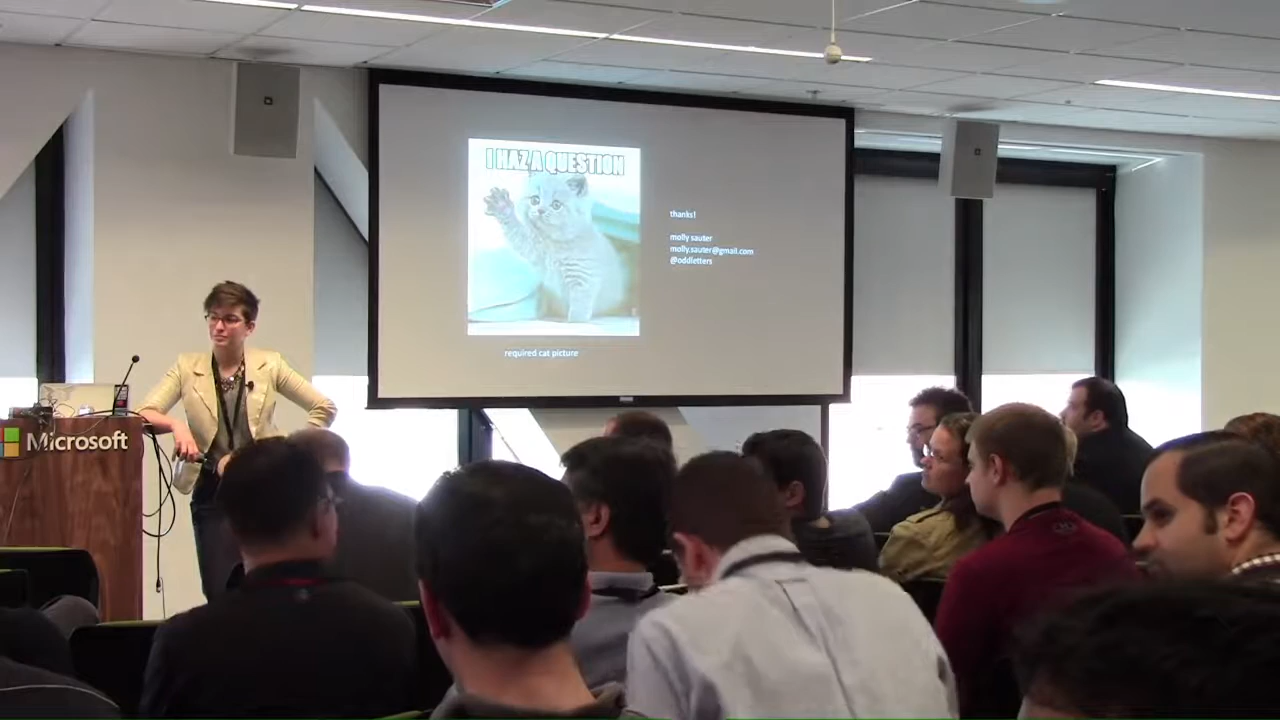 I HAZ A QUESTION
thanks!
molly sauter
molly.sauter@gmail.com
@oddletters
required cat picture
Microsoft